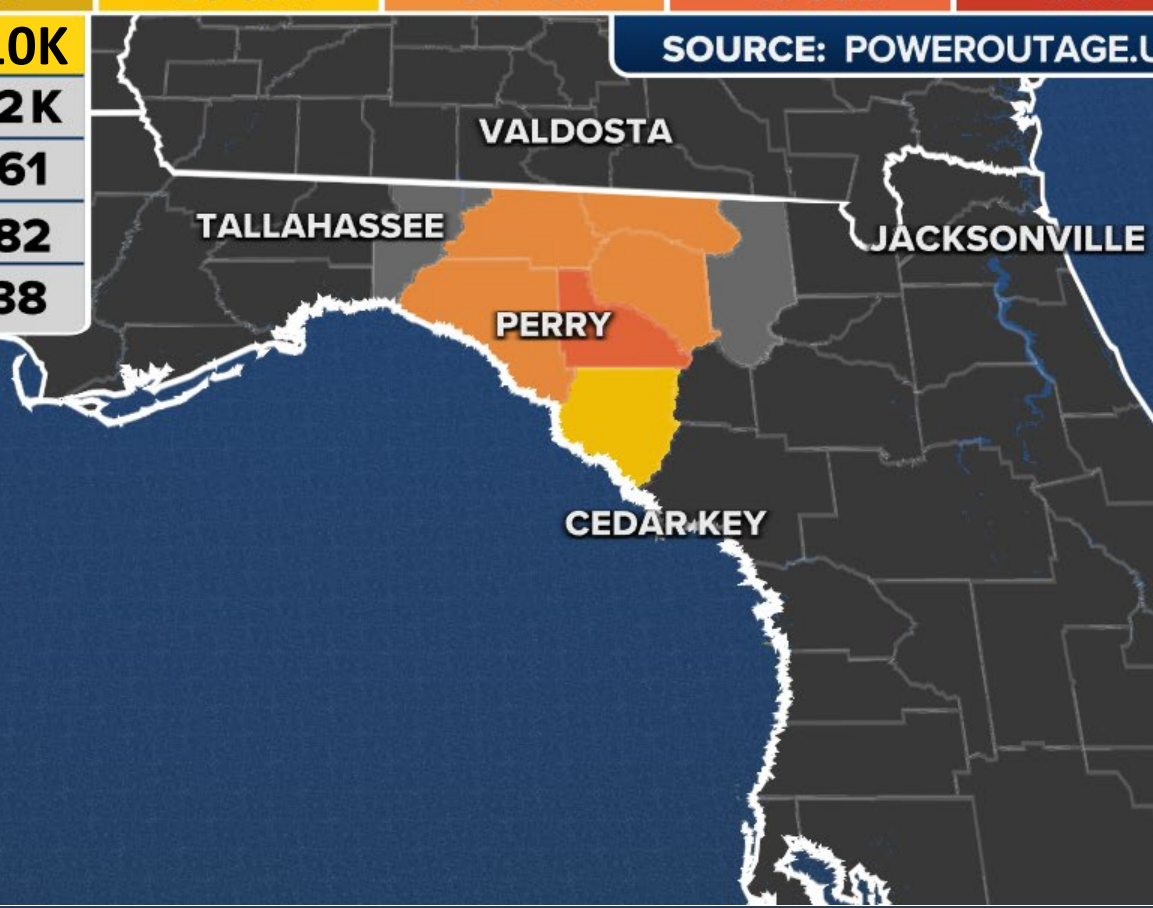 .0K
SOURCE: POWEROUTAGE.U
2K
61
82
38
VALDOSTA
TALLAHASSEE
JACKSONVILLE
PERRY
CEDAR KEY